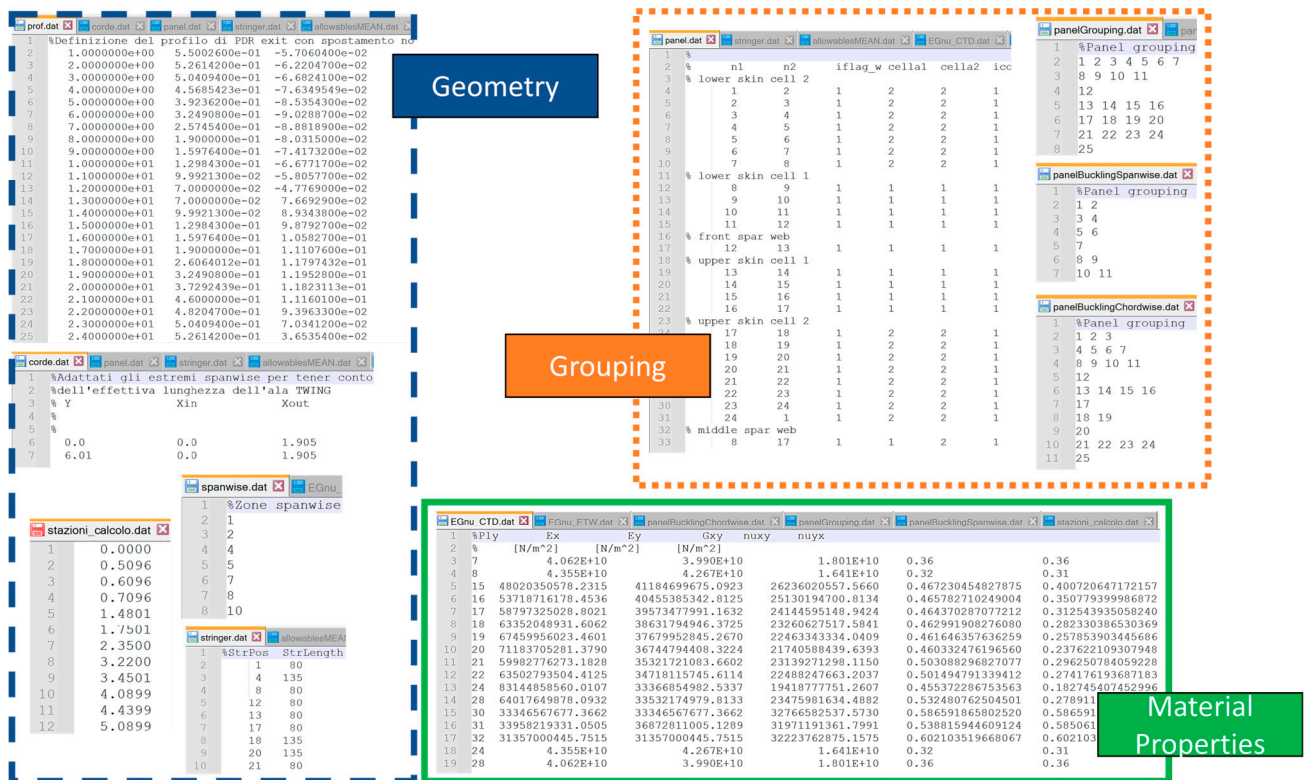 prof.dat corde.dat panel.dat stringer.dat allowablesMEAN.dat
1 %Definizione del profilo di PDR exit con spostamento no
2 1.0000000e+00 5.5002600e-01 -5.7060400e-02
3 2.0000000e+00 5.2614200e-01 -6.2204700e-02
4 3.0000000e+00 5.0409400e-01 -6.6824100e-02
5 4.0000000e+00 4.5685423e-01 -7.6349549e-02
6 5.0000000e+00 3.9236200e-01 -8.5354300e-02
7 6.0000000e+00 3.2490800e-01 -9.0288700e-02
8 7.0000000e+00 2.5745400e-01 -8.8818900e-02
9 8.0000000e+00 1.9000000e-01 -8.0315000e-02
10 9.0000000e+00 1.5976400e-01 -7.4173200e-02
11 1.0000000e+01 1.2984300e-01 -6.6771700e-02
12 1.1000000e+01 9.9921300e-02 -5.8057700e-02
13 1.2000000e+01 7.0000000e-02 -4.7769000e-02
14 1.3000000e+01 7.0000000e-02 7.6692900e-02
15 1.4000000e+01 9.9921300e-02 8.9343800e-02
16 1.5000000e+01 1.2984300e-01 9.8792700e-02
17 1.6000000e+01 1.5976400e-01 1.0582700e-01
18 1.7000000e+01 1.9000000e-01 1.1107600e-01
19 1.8000000e+01 2.6064012e-01 1.1797432e-01
20 1.9000000e+01 3.2490800e-01 1.1952800e-01
21 2.0000000e+01 3.7292439e-01 1.1823113e-01
22 2.1000000e+01 4.6000000e-01 1.1160100e-01
23 2.2000000e+01 4.8204700e-01 9.3963300e-02
24 2.3000000e+01 5.0409400e-01 7.0341200e-02
25 2.4000000e+01 5.2614200e-01 3.6535400e-02
Geometry
corde.dat panel.dat stringer.dat allowablesMEAN.dat
1 %Adattati gli estremi spanwise per tener conto
2 %dell'effettiva lunghezza dell'ala TWING
3 % Y Xin Xout
4 %
5 %
6 0.0 0.0 1.905
7 6.01 0.0 1.905
spanwise.dat EGnu_
1 %Zone spanwise
2 1
3 2
4 4
5 5
6 7
7 8
8 10
stazioni_calcolo.dat
1 0.0000
2 0.5096
3 0.6096
4 0.7096
5 1.4801
6 1.7501
7 2.3500
8 3.2200
9 3.4501
10 4.0899
11 4.4399
12 5.0899
stringer.dat allowablesMEA
1 %StrPos StrLength
2 1 80
3 4 135
4 8 80
5 12 80
6 13 80
7 17 80
8 18 135
9 20 135
10 21 80
panel.dat stringer.dat allowablesMEAN.dat EGnu_CTD.dat
1 %
2 % n1 n2 iflag_w cella1 cella2 icc
3 % lower skin cell 2
4 1 2 1 2 2 1
5 2 3 1 2 2 1
6 3 4 1 2 2 1
7 4 5 1 2 2 1
8 5 6 1 2 2 1
9 6 7 1 2 2 1
10 7 8 1 2 2 1
11 % lower skin cell 1
12 8 9 1 1 1 1
13 9 10 1 1 1 1
14 10 11 1 1 1 1
15 11 12 1 1 1 1
16 % front spar web
17 12 13 1 1 1 1
18 % upper skin cell 1
19 13 14 1 1 1 1
20 14 15 1 1 1 1
21 15 16 1 1 1 1
22 16 17 1 1 1 1
23 % upper skin cell 2
17 18 1 2 2 1
18 19 1 2 2 1
19 20 1 2 2 1
20 21 1 2 2 1
21 22 1 2 2 1
22 23 1 2 2 1
30 23 24 1 2 2 1
31 24 1 1 2 2 1
32 % middle spar web
33 8 17 1 1 2 1
Grouping
panelGrouping.dat pan
1 %Panel grouping
2 1 2 3 4 5 6 7
3 8 9 10 11
4 12
5 13 14 15 16
6 17 18 19 20
7 21 22 23 24
8 25
panelBucklingSpanwise.dat
1 %Panel grouping
2 1 2
3 3 4
4 5 6
5 7
6 8 9
7 10 11
panelBucklingChordwise.dat
1 %Panel grouping
2 1 2 3
3 4 5 6 7
4 8 9 10 11
5 12
6 13 14 15 16
7 17
8 18 19
9 20
10 21 22 23 24
11 25
EGnu_CTD.dat EGnu_ETW.dat panelBucklingChordwise.dat panelGrouping.dat panelBucklingSpanwise.dat stazioni_calcolo.dat
1 %Ply Ex Ey Gxy nuxy nuyx
2 % [N/m^2] [N/m^2] [N/m^2]
3 7 4.062E+10 3.990E+10 1.801E+10 0.36 0.36
4 8 4.355E+10 4.267E+10 1.641E+10 0.32 0.31
5 15 48020350578.2315 41184699675.0923 26236020557.5660 0.467230454827875 0.400720647172157
6 16 53718716178.4536 40455385342.8125 25130194700.8134 0.465782710249004 0.350779399986872
7 17 58797325028.8021 39573477991.1632 24144595148.9424 0.464370287077212 0.312543935058240
8 18 63352048931.6062 38631794946.3725 23260627517.5841 0.462991908276080 0.282330386530369
9 19 67459956023.4601 37679952845.2670 22463343334.0409 0.461646357636259 0.257853903445686
10 20 71183705281.3790 36744794408.3224 21740588439.6393 0.460332476196560 0.237622109307948
11 21 59982776273.1828 35321721083.6602 23139271298.1150 0.503088296827077 0.296250784059228
12 22 63502793504.4125 34718115745.6114 22488247663.2037 0.501494791339412 0.274176193687183
13 24 83144858560.0107 33366854982.5337 19418777751.2607 0.455372286753563 0.182745407452996
14 28 64017649878.0932 33532174979.8133 23475981634.4882 0.532480762504501 0.278911
15 30 33346567677.3662 33346567677.3662 32766582537.5730 0.586591865802520 0.586591
16 31 33958219331.0505 36872811005.1289 31971191361.7991 0.538815944609124 0.585061
17 32 31357000445.7515 31357000445.7515 32223762875.1575 0.602103519668067 0.602103
18 24 4.355E+10 4.267E+10 1.641E+10 0.32 0.31
19 28 4.062E+10 3.990E+10 1.801E+10 0.36 0.36
Material
Properties